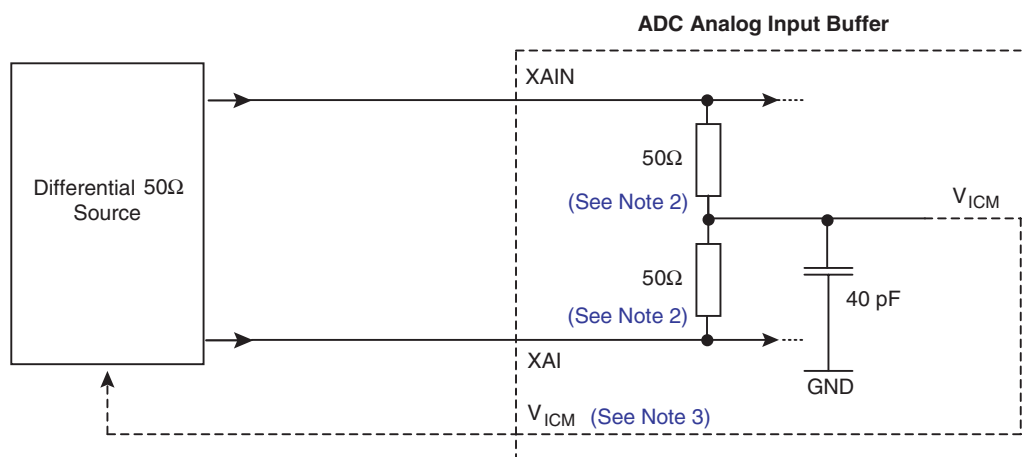 ADC Analog Input Buffer
XAIN
Differential 50Ω
Source
50Ω
(See Note 2)
VICM
50Ω
(See Note 2)
40 pF
XAI
GND
VICM (See Note 3)